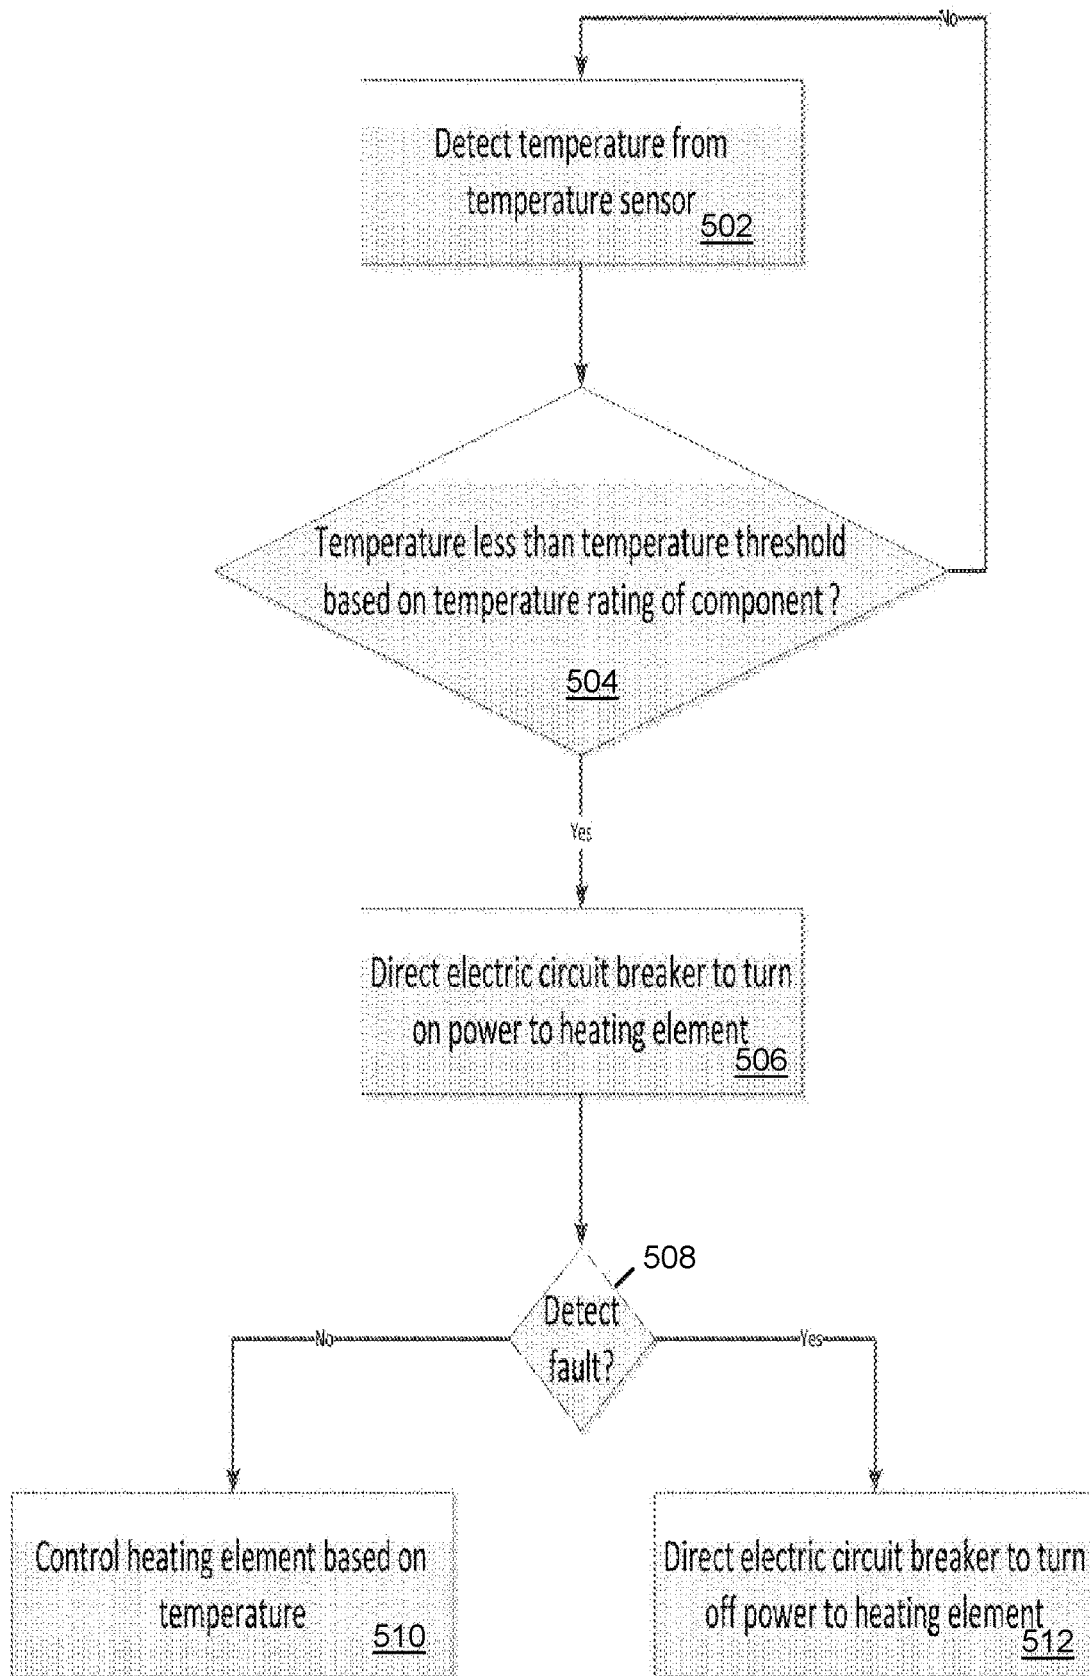 No
Detect temperature from
temperature sensor
502
Temperature less than temperature threshold
based on temperature rating of component ?
504
Yes
Direct electric circuit breaker to turn
on power to heating element
506
508
Detect
fault?
No
Yes
Control heating element based on
temperature
510
Direct electric circuit breaker to turn
off power to heating element
512